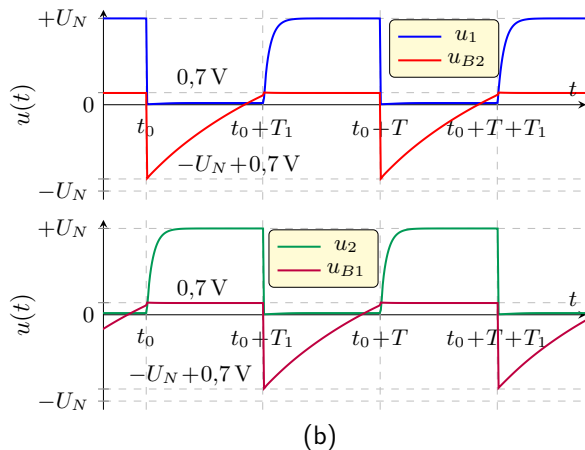 +U_N
u_1
u_B2
0,7 V
u(t)
t
0
t_0
t_0+T_1
t_0+T
t_0+T+T_1
−U_N+0,7 V
−U_N
+U_N
u_2
u_B1
0,7 V
u(t)
t
0
t_0
t_0+T_1
t_0+T
t_0+T+T_1
−U_N+0,7 V
−U_N
(b)